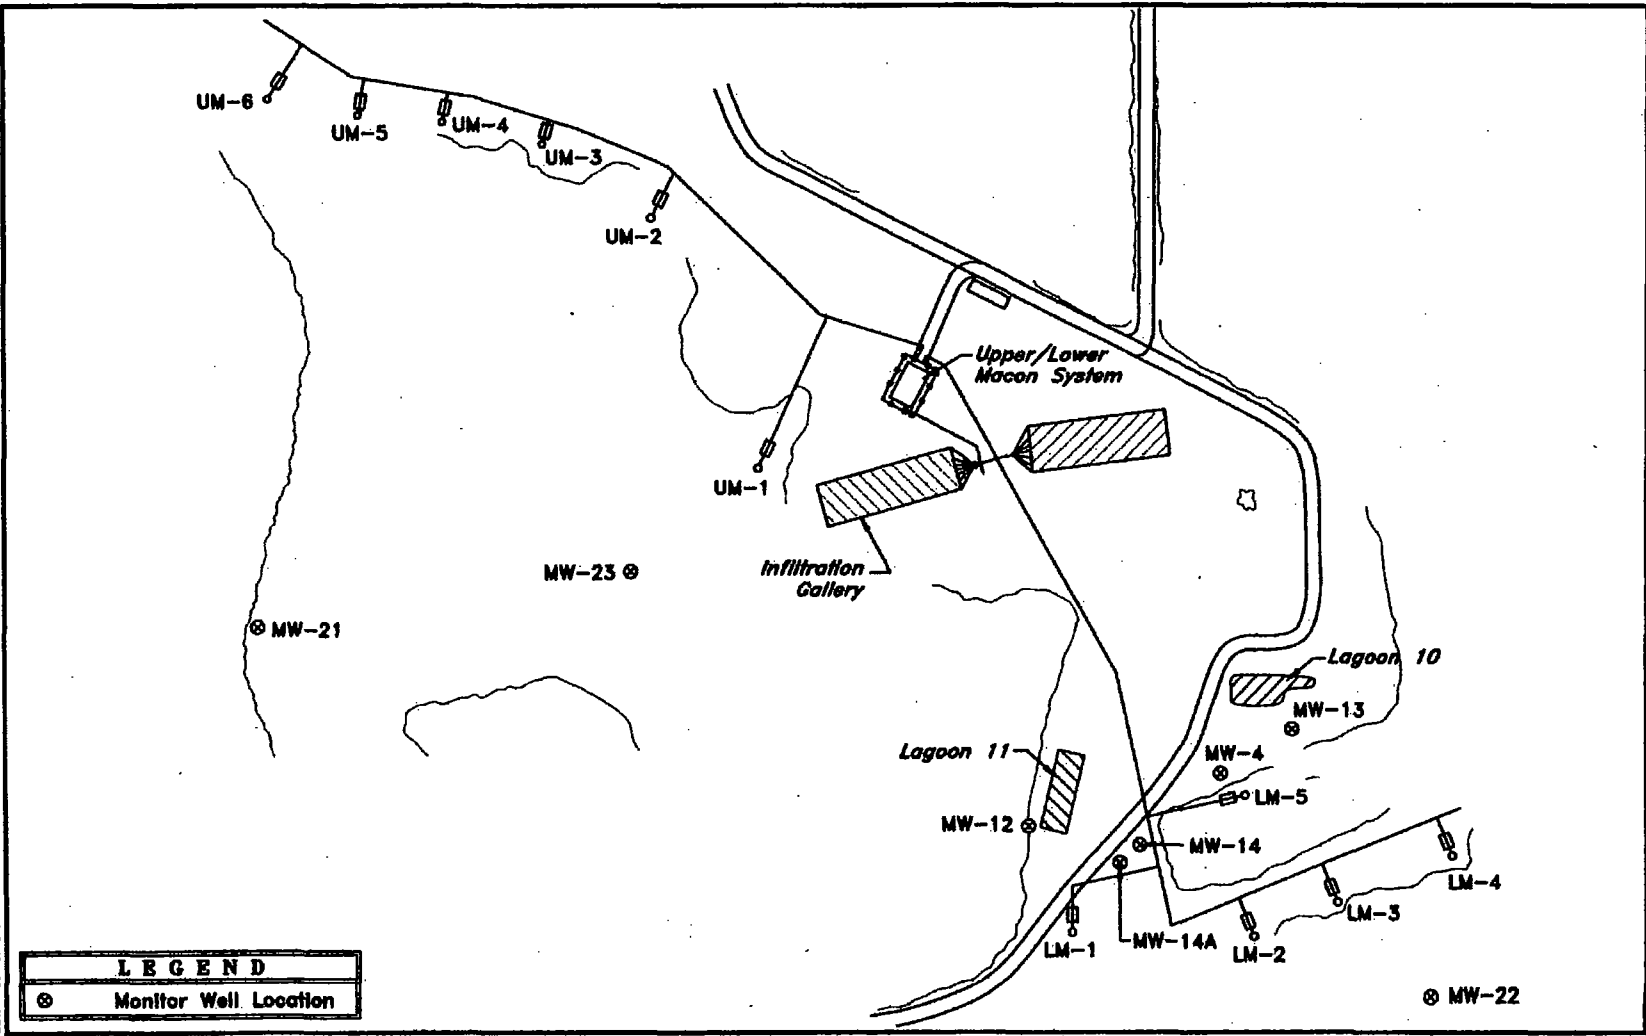 UM-6
UM-5
UM-4
UM-3
UM-2
Upper/Lower
Macon System
UM-1
Infiltration
Gallery
MW-23
MW-21
Lagoon 10
MW-13
Lagoon 11
MW-4
LM-5
MW-12
MW-14
LM-4
LM-3
LM-1
MW-14A
LM-2
LEGEND
Monitor Well Location
MW-22